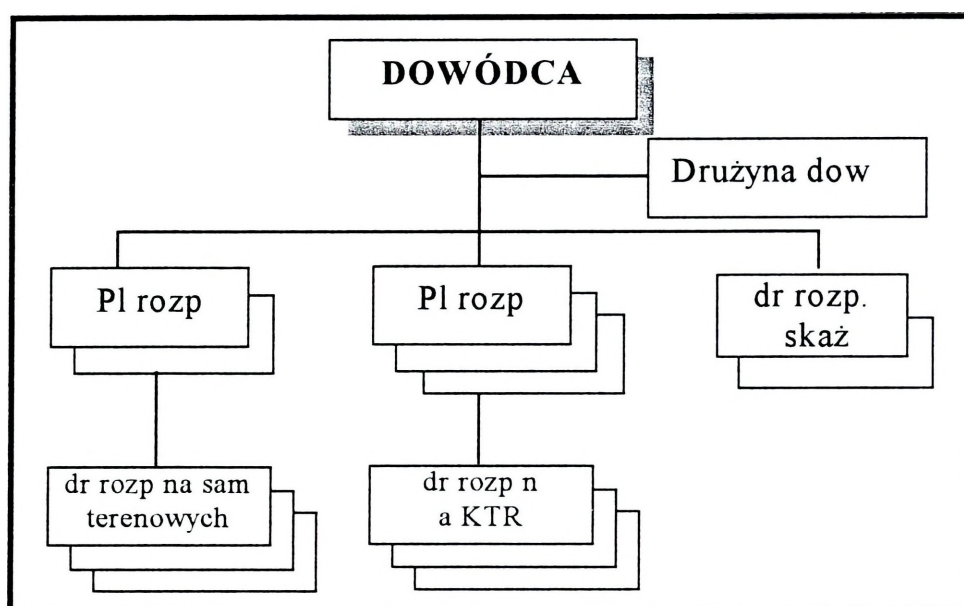 DOWÓDCA
Drużyna dow
Pl rozp
Pl rozp
dr rozp.
skaż
dr rozp na sam
terenowych
dr rozp n
a KTR